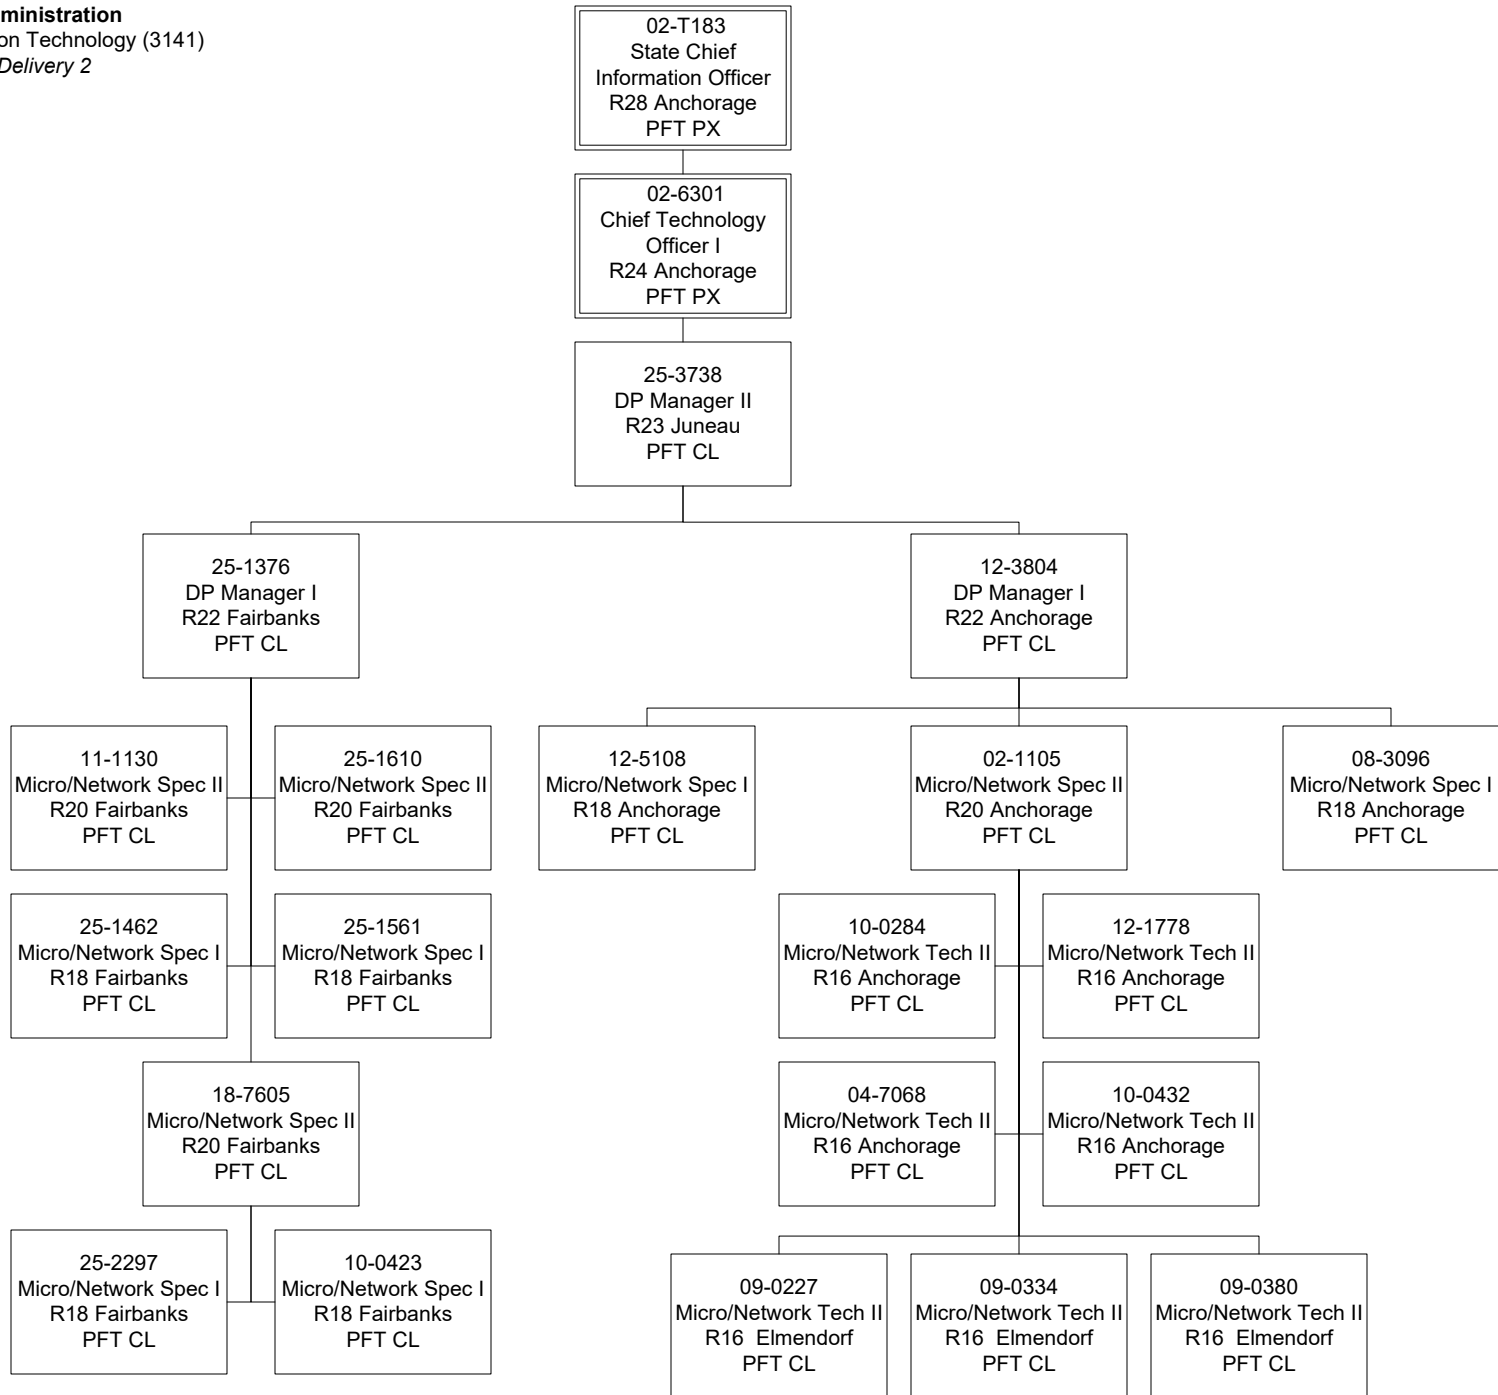 ministration
on Technology (3141)
Delivery 2
02-T183
State Chief
Information Officer
R28 Anchorage
PFT PX
02-6301
Chief Technology
Officer I
R24 Anchorage
PFT PX
25-3738
DP Manager II
R23 Juneau
PFT CL
25-1376
DP Manager I
R22 Fairbanks
PFT CL
12-3804
DP Manager I
R22 Anchorage
PFT CL
11-1130
Micro/Network Spec II
R20 Fairbanks
PFT CL
25-1610
Micro/Network Spec II
R20 Fairbanks
PFT CL
12-5108
Micro/Network Spec I
R18 Anchorage
PFT CL
02-1105
Micro/Network Spec II
R20 Anchorage
PFT CL
08-3096
Micro/Network Spec I
R18 Anchorage
PFT CL
25-1462
Micro/Network Spec I
R18 Fairbanks
PFT CL
25-1561
Micro/Network Spec I
R18 Fairbanks
PFT CL
10-0284
Micro/Network Tech II
R16 Anchorage
PFT CL
12-1778
Micro/Network Tech II
R16 Anchorage
PFT CL
18-7605
Micro/Network Spec II
R20 Fairbanks
PFT CL
04-7068
Micro/Network Tech II
R16 Anchorage
PFT CL
10-0432
Micro/Network Tech II
R16 Anchorage
PFT CL
25-2297
Micro/Network Spec I
R18 Fairbanks
PFT CL
10-0423
Micro/Network Spec I
R18 Fairbanks
PFT CL
09-0227
Micro/Network Tech II
R16 Elmendorf
PFT CL
09-0334
Micro/Network Tech II
R16 Elmendorf
PFT CL
09-0380
Micro/Network Tech II
R16 Elmendorf
PFT CL